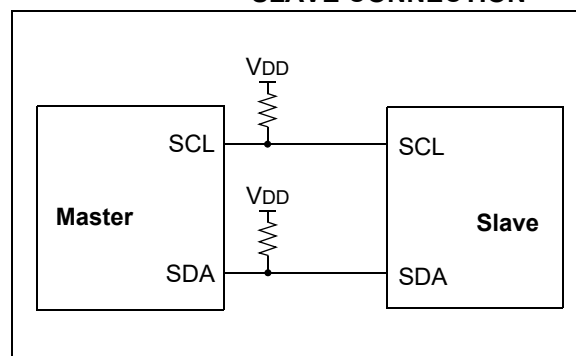 SLAVE CONNECTION
VDD
SCL
SCL
VDD
Master
Slave
SDA
SDA